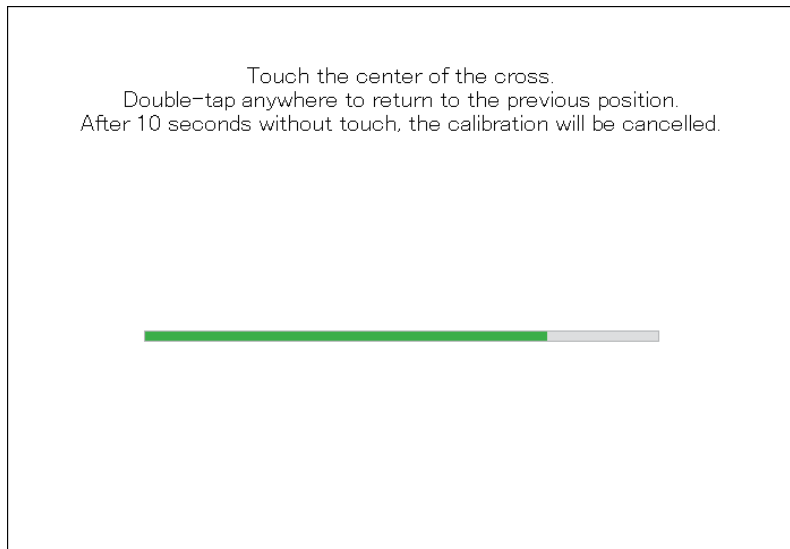 Touch the center of the cross.
Double-tap anywhere to return to the previous position.
After 10 seconds without touch, the calibration will be cancelled.